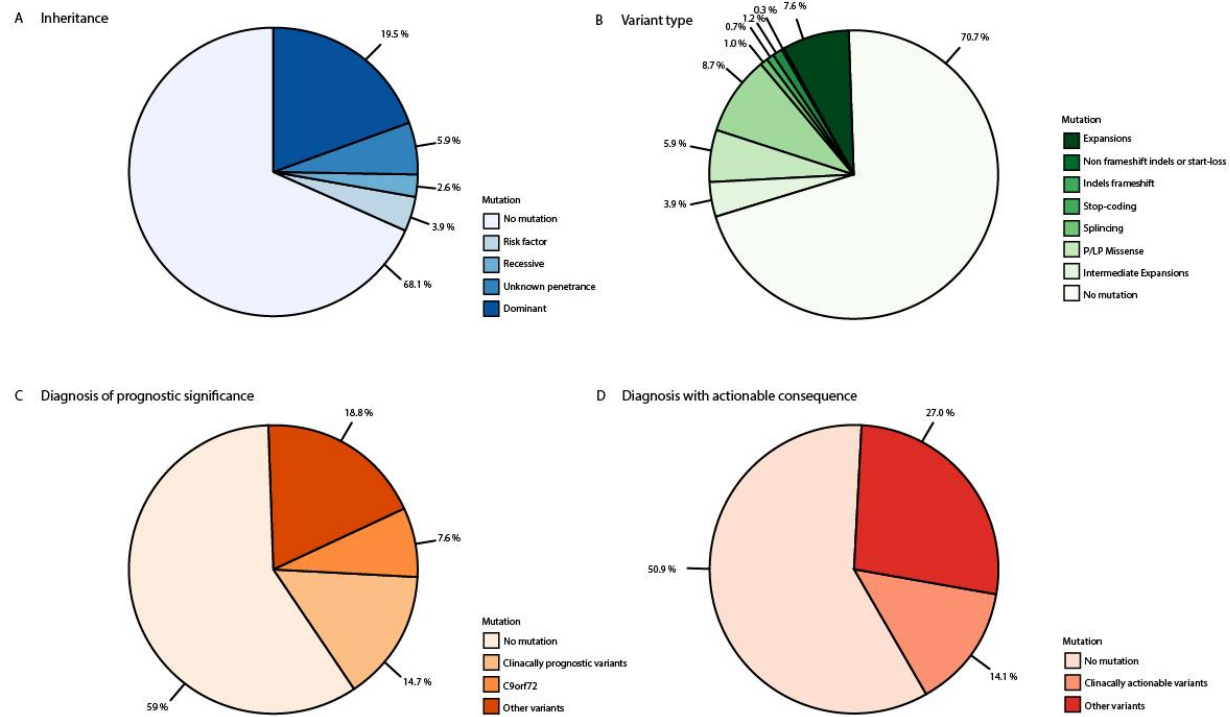 A Inheritance
19.5 %
5.9 %
2.6 %
3.9 %
68.1 %
Mutation
No mutation
Risk factor
Recessive
Unknown penetrance
Dominant
B Variant type
0.3 %
7.6 %
1.2 %
0.7%
1.0 %
8.7 %
5.9 %
3.9 %
70.7 %
Mutation
Expansions
Non frameshift indels or start-loss
Indels frameshift
Stop-coding
Splincing
P/LP Missense
Intermediate Expansions
No mutation
C Diagnosis of prognostic significance
18.8 %
7.6 %
14.7 %
59 %
Mutation
No mutation
Clinacally prognostic variants
C9orf72
Other variants
D Diagnosis with actionable consequence
27.0 %
50.9 %
14.1 %
Mutation
No mutation
Clinacally actionable variants
Other variants